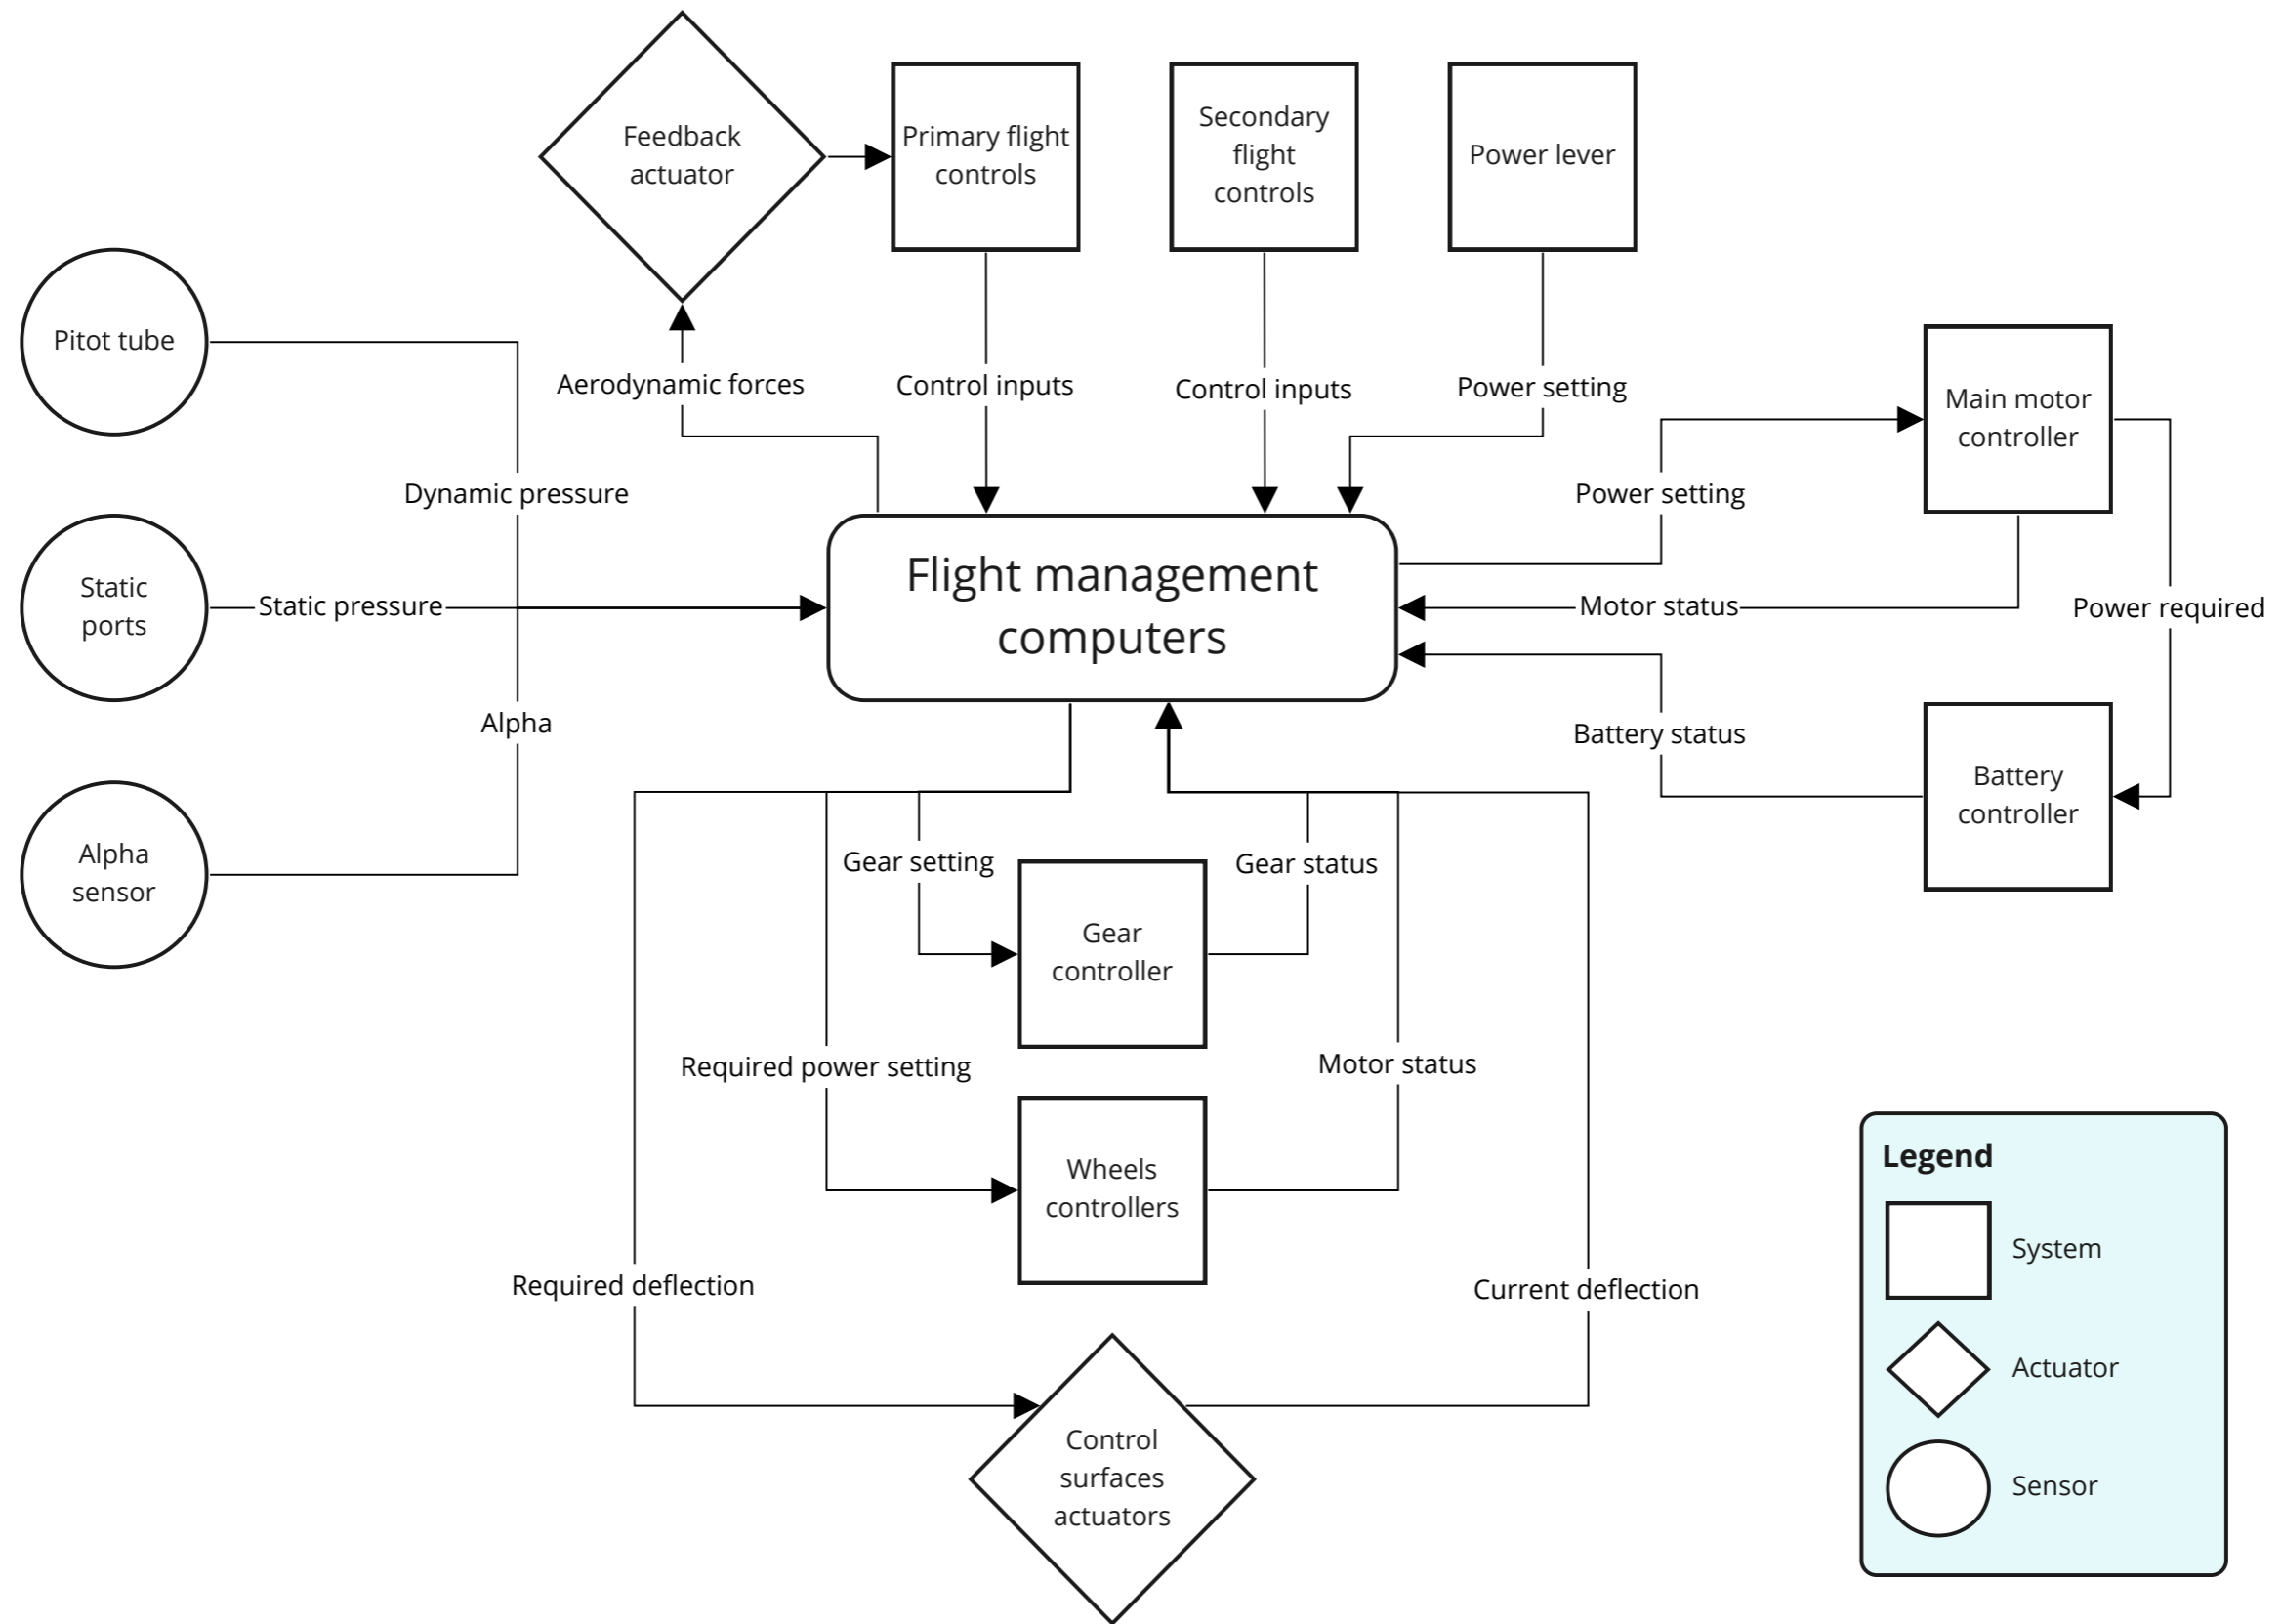 Feedback
actuator
Primary flight
controls
Secondary
flight
controls
Power lever
Pitot tube
Aerodynamic forces
Control inputs
Control inputs
Power setting
Main motor
controller
Dynamic pressure
Power setting
Static
ports
Static pressure
Flight management
computers
Motor status
Power required
Alpha
Battery status
Battery
controller
Alpha
sensor
Gear setting
Gear status
Gear
controller
Required power setting
Motor status
Wheels
controllers
Required deflection
Current deflection
Control
surfaces
actuators
Legend
System
Actuator
Sensor